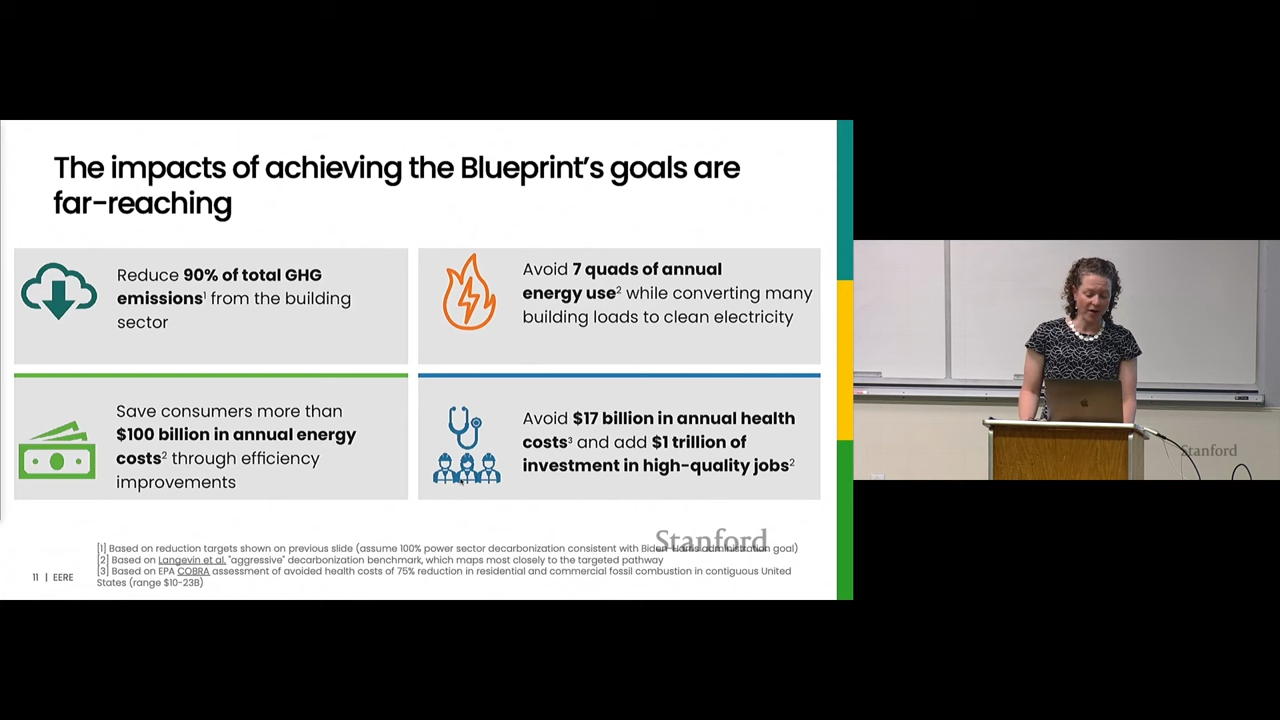 The impacts of achieving the Blueprint's goals are
far-reaching
Reduce 90% of total GHG
emissions¹ from the building
sector
Avoid 7 quads of annual
energy use² while converting many
building loads to clean electricity
Save consumers more than
$100 billion in annual energy
costs² through efficiency
improvements
Avoid $17 billion in annual health
costs³ and add $1 trillion of
investment in high-quality jobs²
Stanford
[1] Based on reduction targets shown on previous slide (assume 100% power sector decarbonization consistent with Biden-Harris administration goal)
[2] Based on Langevin et al. "aggressive" decarbonization benchmark, which maps most closely to the targeted pathway
[3] Based on EPA COBRA assessment of avoided health costs of 75% reduction in residential and commercial fossil combustion in contiguous United
States (range $10-23B)
11 | EERE
Stanford